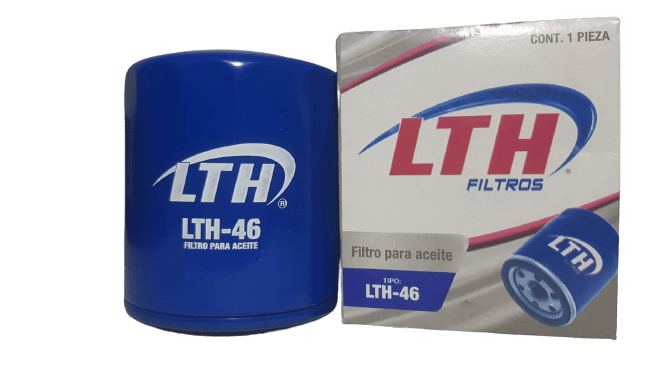 LTH
®
LTH-46
FILTRO PARA ACEITE
CONT. 1 PIEZA
LTH
®
FILTROS
Filtro para aceite
TIPO:
LTH-46
LTH